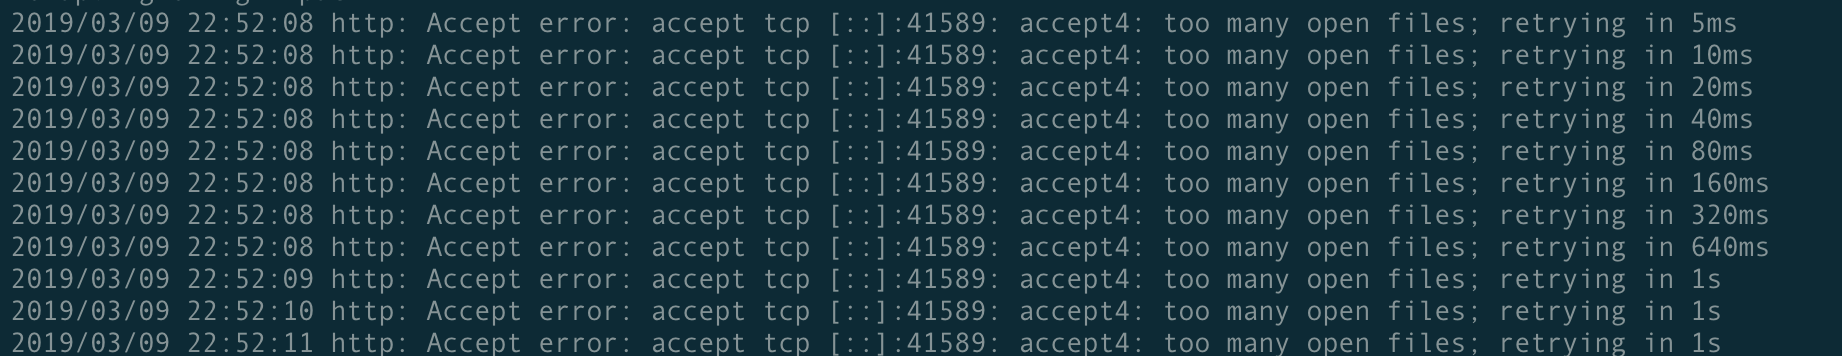 2019/03/09 22:52:08 http: Accept error: accept tcp [::]:41589: accept4: too many open files; retrying in 5ms
2019/03/09 22:52:08 http: Accept error: accept tcp [::]:41589: accept4: too many open files; retrying in 10ms
2019/03/09 22:52:08 http: Accept error: accept tcp [::]:41589: accept4: too many open files; retrying in 20ms
2019/03/09 22:52:08 http: Accept error: accept tcp [::]:41589: accept4: too many open files; retrying in 40ms
2019/03/09 22:52:08 http: Accept error: accept tcp [::]:41589: accept4: too many open files; retrying in 80ms
2019/03/09 22:52:08 http: Accept error: accept tcp [::]:41589: accept4: too many open files; retrying in 160ms
2019/03/09 22:52:08 http: Accept error: accept tcp [::]:41589: accept4: too many open files; retrying in 320ms
2019/03/09 22:52:08 http: Accept error: accept tcp [::]:41589: accept4: too many open files; retrying in 640ms
2019/03/09 22:52:09 http: Accept error: accept tcp [::]:41589: accept4: too many open files; retrying in 1s
2019/03/09 22:52:10 http: Accept error: accept tcp [::]:41589: accept4: too many open files; retrying in 1s
2019/03/09 22:52:11 http: Accept error: accept tcp [::]:41589: accept4: too many open files; retrying in 1s